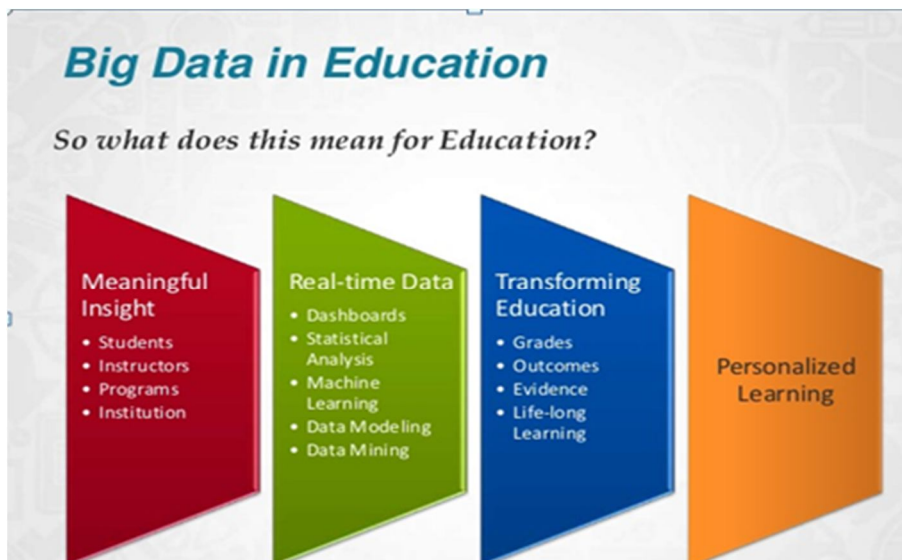 Big Data in Education
So what does this mean for Education?
Meaningful
Insight
• Students
• Instructors
• Programs
• Institution
Real-time Data
• Dashboards
• Statistical
Analysis
• Machine
Learning
• Data Modeling
• Data Mining
Transforming
Education
• Grades
• Outcomes
• Evidence
• Life-long
Learning
Personalized
Learning